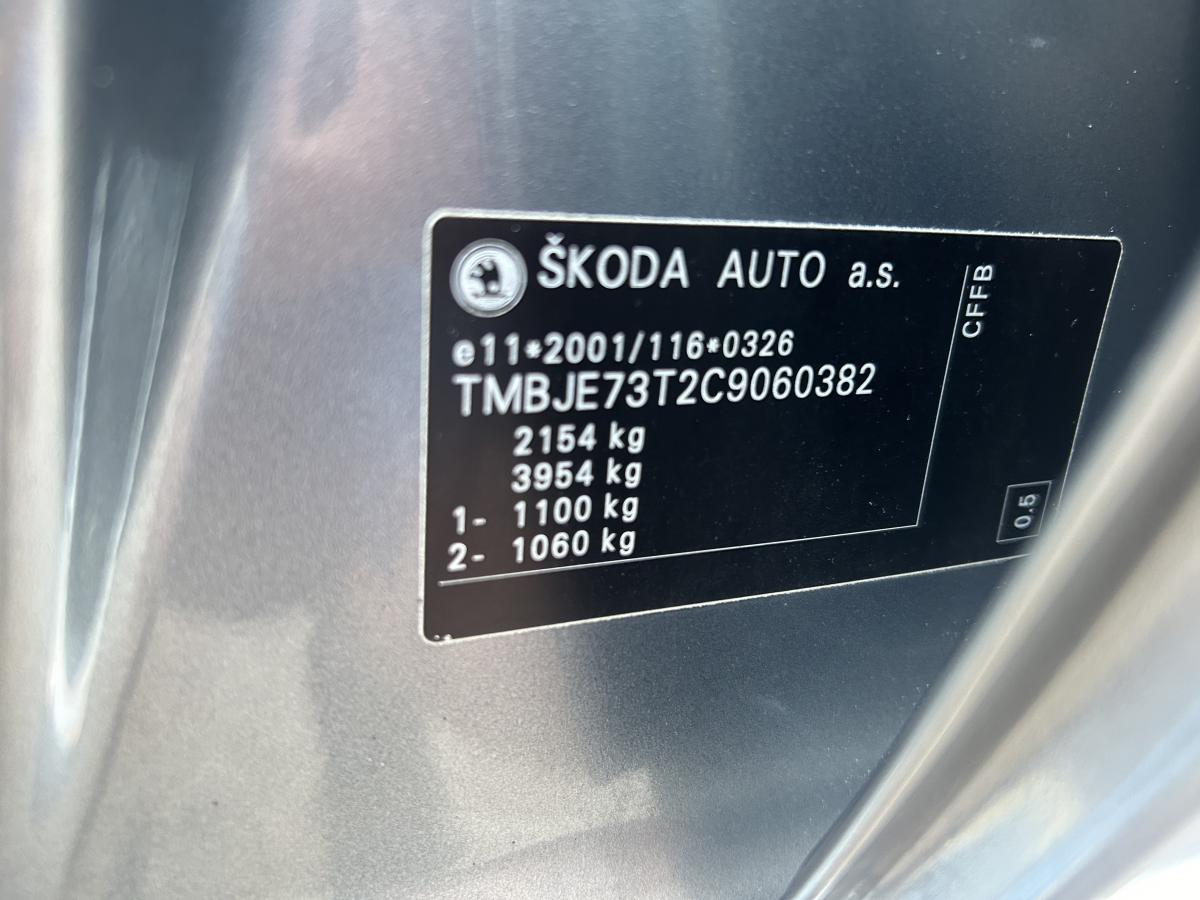 ŠKODA AUTO a.s.
e11*2001/116*0326
TMBJE73T2C9060382
2154 kg
3954 kg
1- 1100 kg
2- 1060 kg
CFFB
0.5